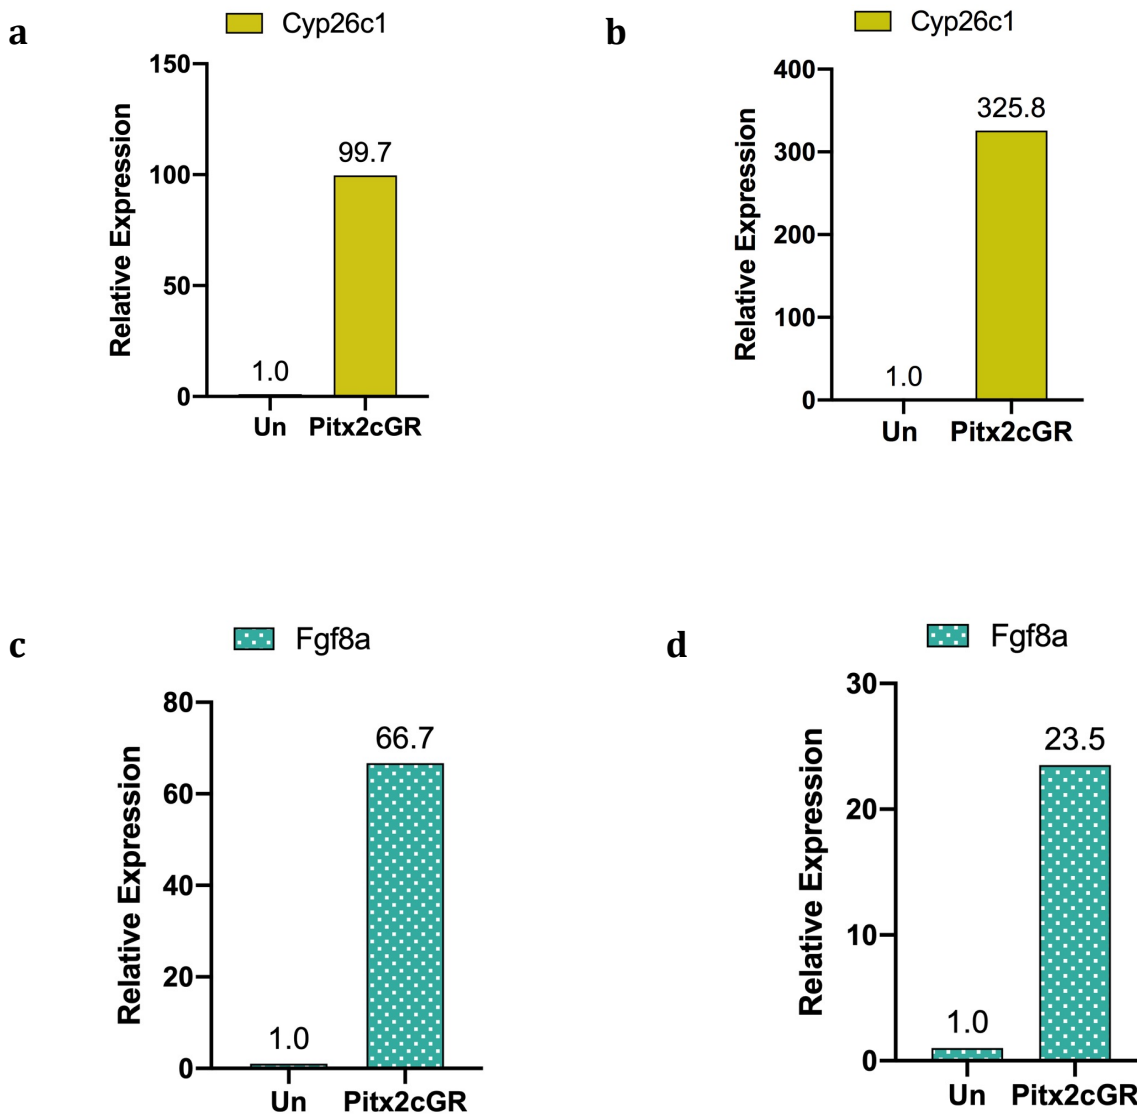 a
Cyp26c1
150
100
50
0
Relative Expression
1.0
99.7
Un Pitx2cGR
b
Cyp26c1
400
300
200
100
0
Relative Expression
1.0
325.8
Un Pitx2cGR
c
Fgf8a
80
60
40
20
0
Relative Expression
1.0
66.7
Un Pitx2cGR
d
Fgf8a
30
20
10
0
Relative Expression
1.0
23.5
Un Pitx2cGR